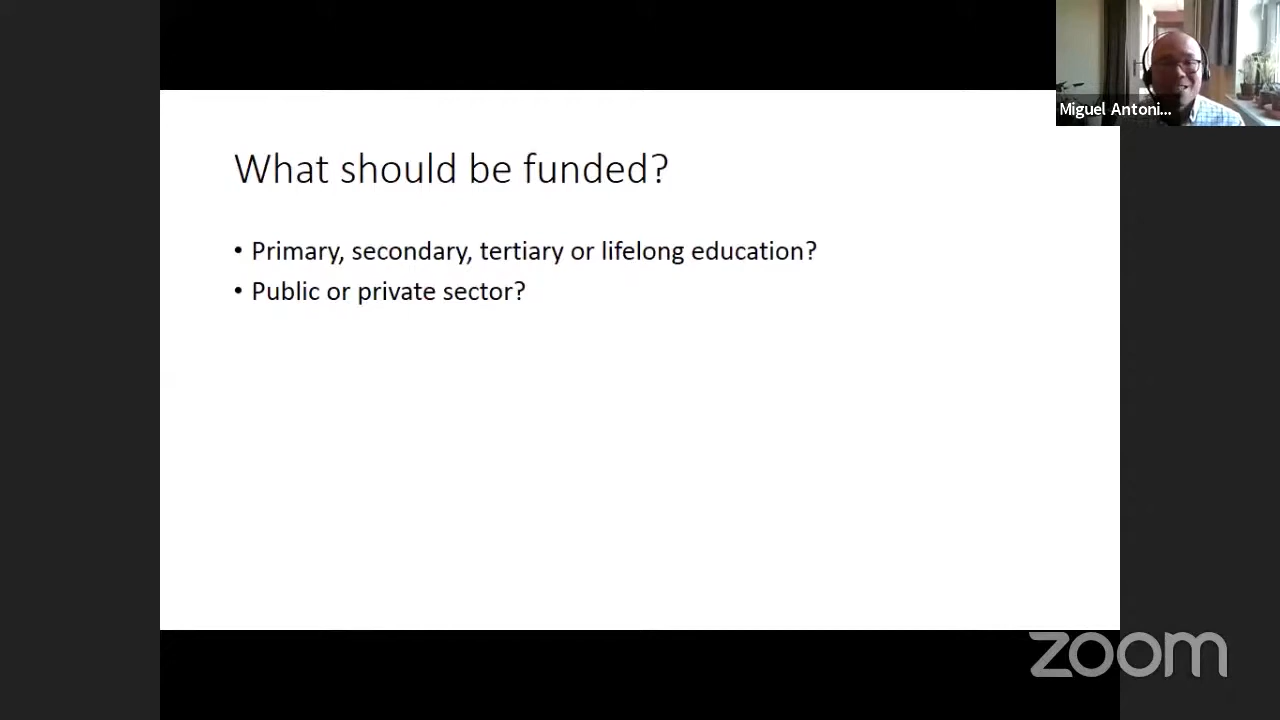 Miguel Antoni...
What should be funded?
• Primary, secondary, tertiary or lifelong education?
• Public or private sector?
zoom